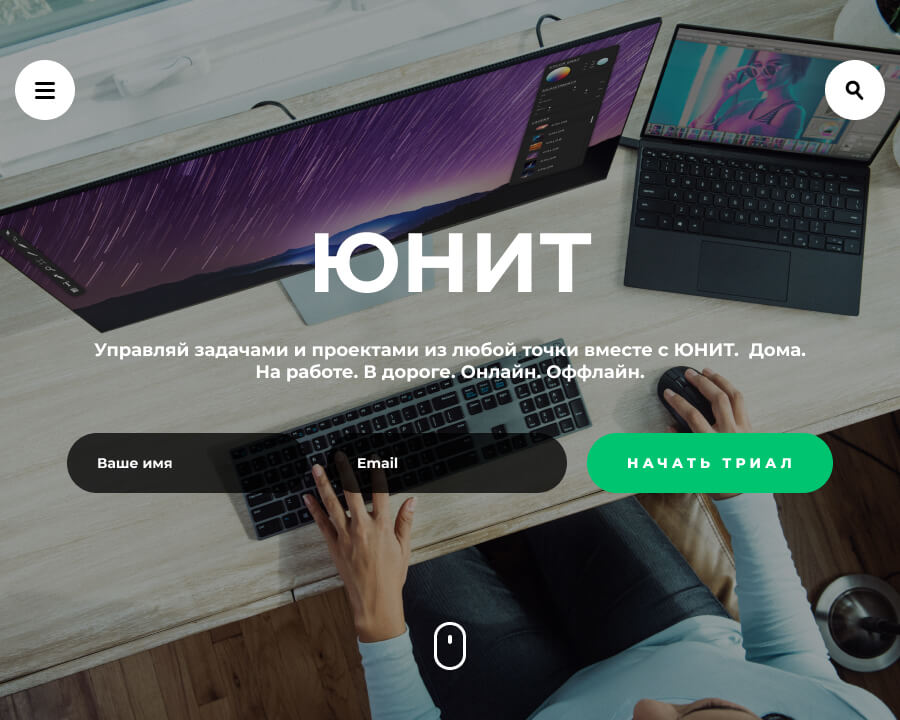 ЮНИТ
Управляй задачами и проектами из любой точки вместе с ЮНИТ. Дома.
На работе. В дороге. Онлайн. Оффлайн.
Ваше имя
Email
НАЧАТЬ ТРИАЛ